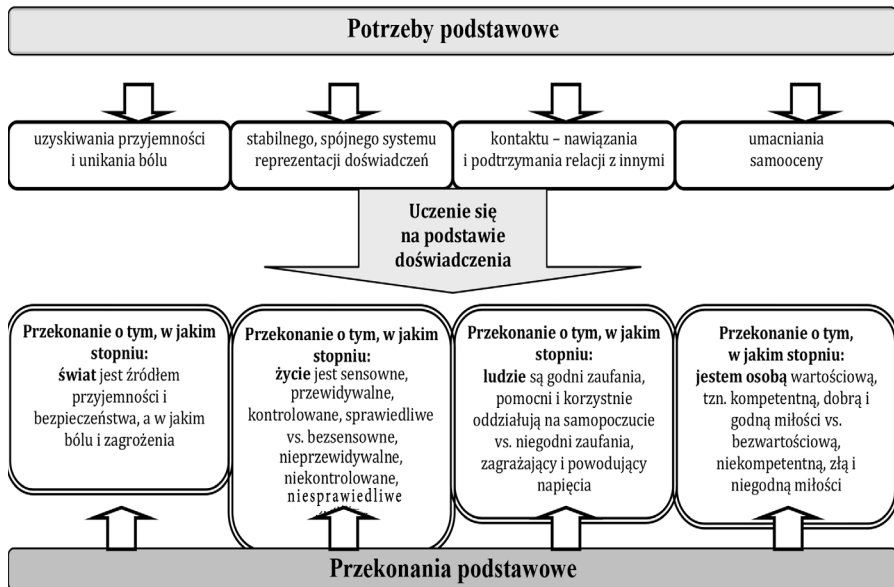 Potrzeby podstawowe
uzyskiwania przyjemności
i unikania bólu
stabilnego, spójnego systemu
reprezentacji doświadczeń
kontaktu – nawiązania
i podtrzymania relacji z innymi
umacniania
samooceny
Uczenie się
na podstawie
doświadczenia
Przekonanie o tym, w jakim
stopniu:
świat jest źródłem
przyjemności i
bezpieczeństwa, a w jakim
bólu i zagrożenia
Przekonanie o tym, w jakim
stopniu:
życie jest sensowne,
przewidywalne,
kontrolowane, sprawiedliwe
vs. bezsensowne,
nieprzewidywalne,
niekontrolowane,
niesprawiedliwe
Przekonanie o tym, w jakim
stopniu:
ludzie są godni zaufania,
pomocni i korzystnie
oddziałują na samopoczucie
vs. niegodni zaufania,
zagrażający i powodujący
napięcia
Przekonanie o tym,
w jakim stopniu:
jestem osobą wartościową,
tzn. kompetentną, dobrą i
godną miłości vs.
bezwartościową,
niekompetentną, złą i
niegodną miłości
Przekonania podstawowe